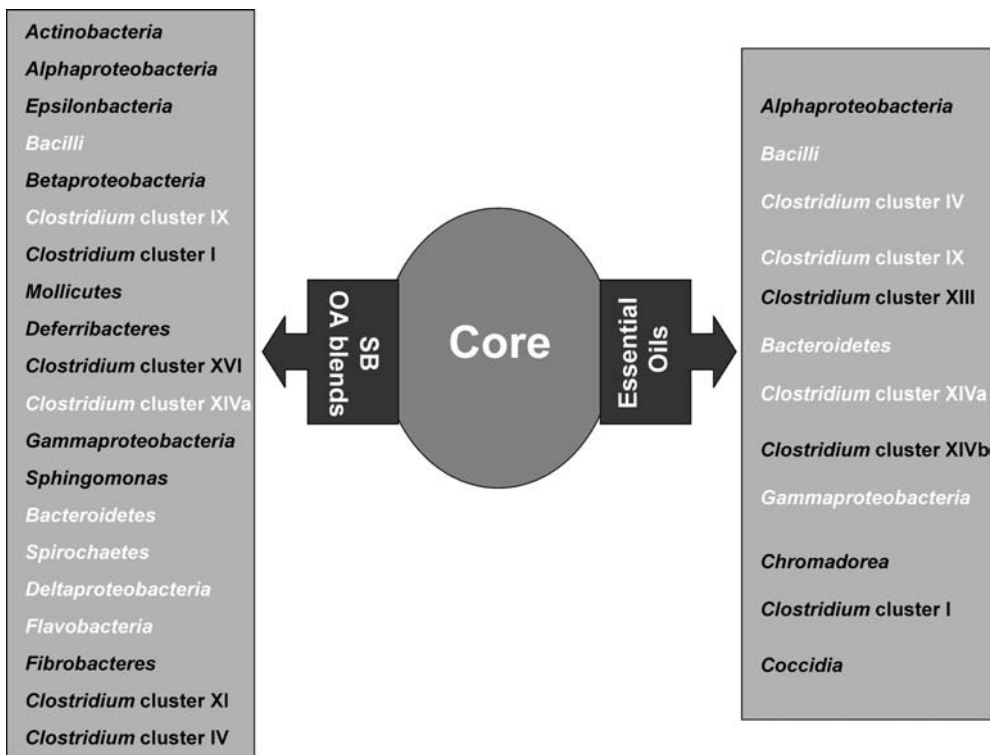 Actinobacteria
Alphaproteobacteria
Epsilonbacteria
Bacilli
Betaproteobacteria
Clostridium cluster IX
Clostridium cluster I
Mollicutes
Deferribacteres
Clostridium cluster XVI
Clostridium cluster XIVa
Gammaproteobacteria
Sphingomonas
Bacteroidetes
Spirochaetes
Deltaproteobacteria
Flavobacteria
Fibrobacteres
Clostridium cluster XI
Clostridium cluster IV
SB
OA blends
Core
Essential
Oils
Alphaproteobacteria
Bacilli
Clostridium cluster IV
Clostridium cluster IX
Clostridium cluster XIII
Bacteroidetes
Clostridium cluster XIVa
Clostridium cluster XIVb
Gammaproteobacteria
Chromadorea
Clostridium cluster I
Coccidia